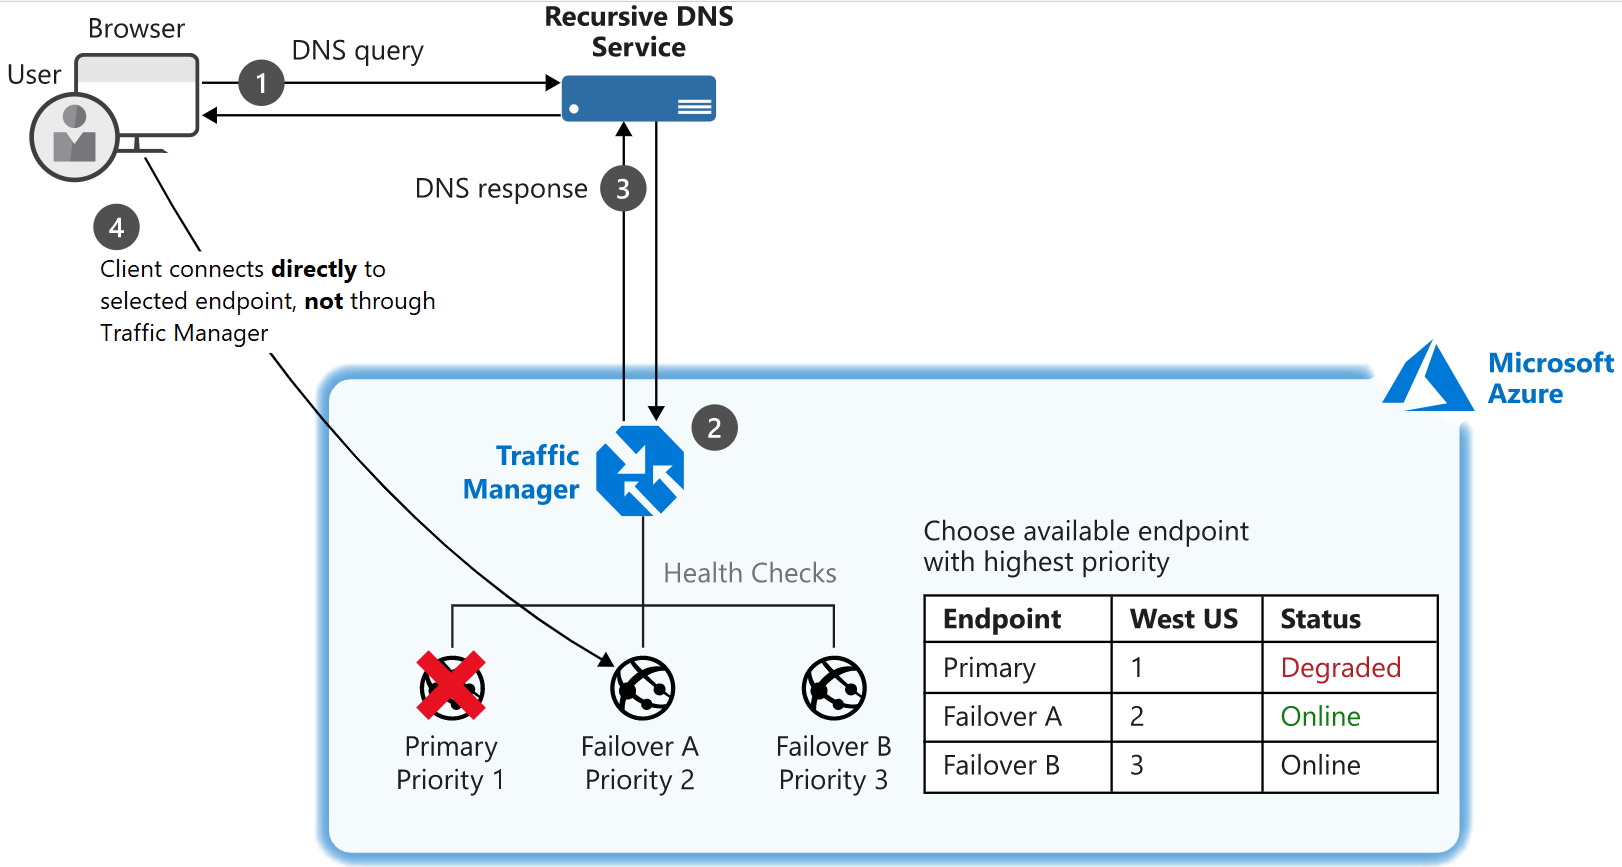 Recursive DNS
Service
Browser
User
DNS query
1
DNS response
3
4
Client connects directly to
selected endpoint, not through
Traffic Manager
Microsoft
Azure
2
Traffic
Manager
Health Checks
Primary
Priority 1
Failover A
Priority 2
Failover B
Priority 3
Choose available endpoint
with highest priority
Endpoint West US Status
Primary 1 Degraded
Failover A 2 Online
Failover B 3 Online